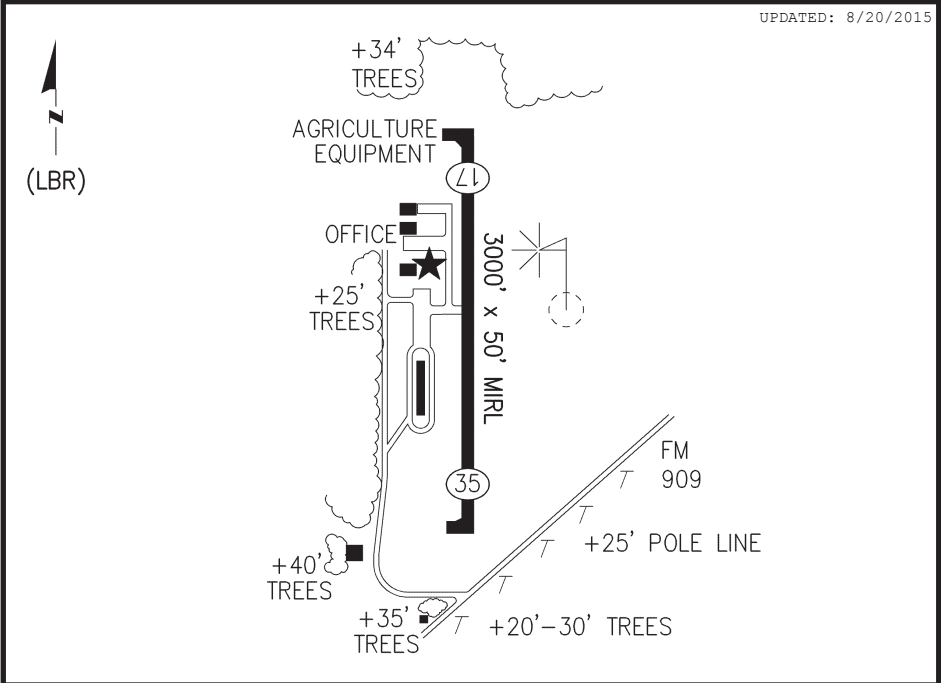 UPDATED: 8/20/2015
+34'
TREES
N
(LBR)
AGRICULTURE
EQUIPMENT
17
OFFICE
3000' x 50' MIRL
+25'
TREES
35
FM
909
+25' POLE LINE
+40'
TREES
+35'
TREES
+20'-30' TREES